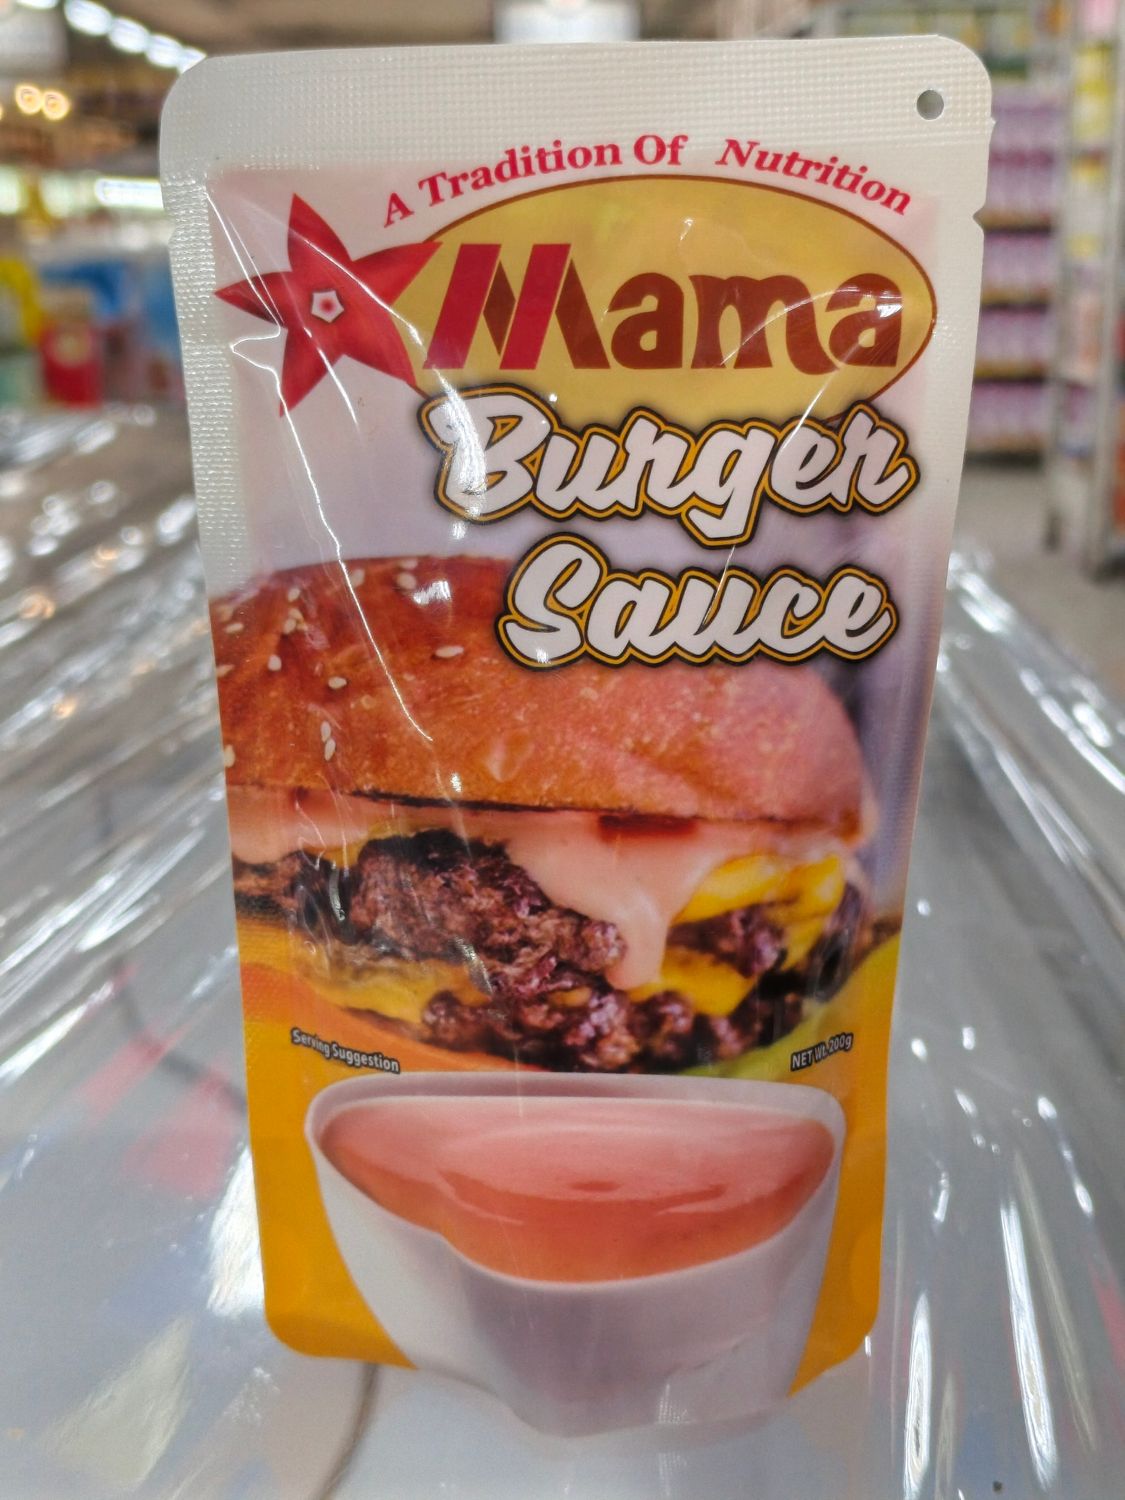 A Tradition Of Nutrition
Mama
Burger
Sauce
Serving Suggestion
NET Wt. 200g